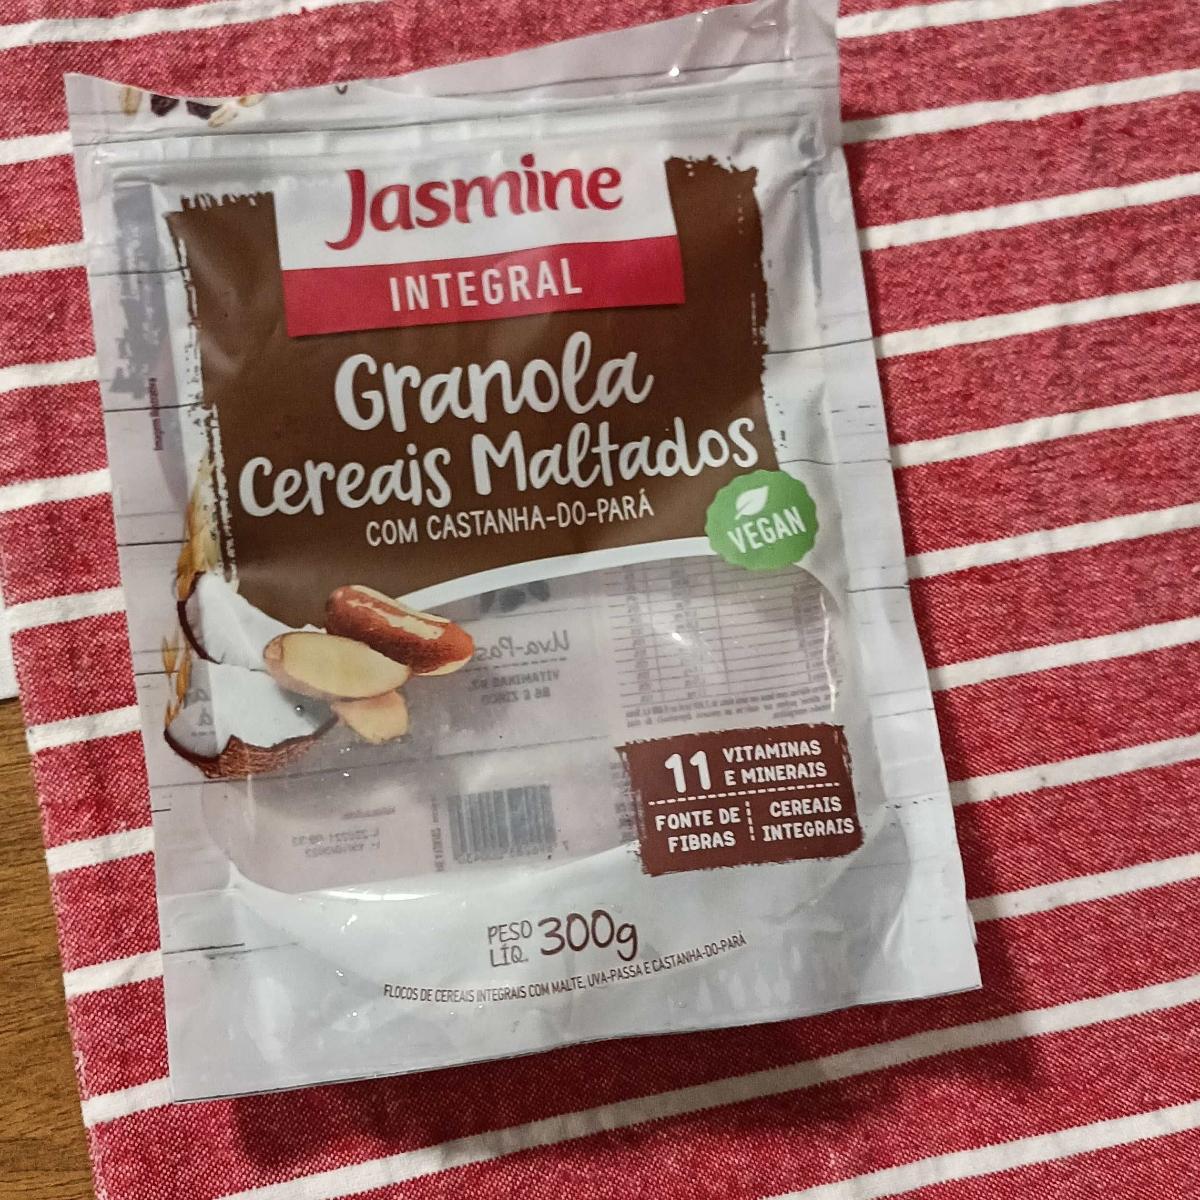 Jasmine
INTEGRAL
Granola
Cereais Maltados
COM CASTANHA-DO-PARÁ
VEGAN
11 VITAMINAS
E MINERAIS
FONTE DE
FIBRAS
CEREAIS
INTEGRAIS
PESO
LÍQ. 300g
FLOCOS DE CEREAIS INTEGRAIS COM MALTE, UVA-PASSA E CASTANHA-DO-PARÁ